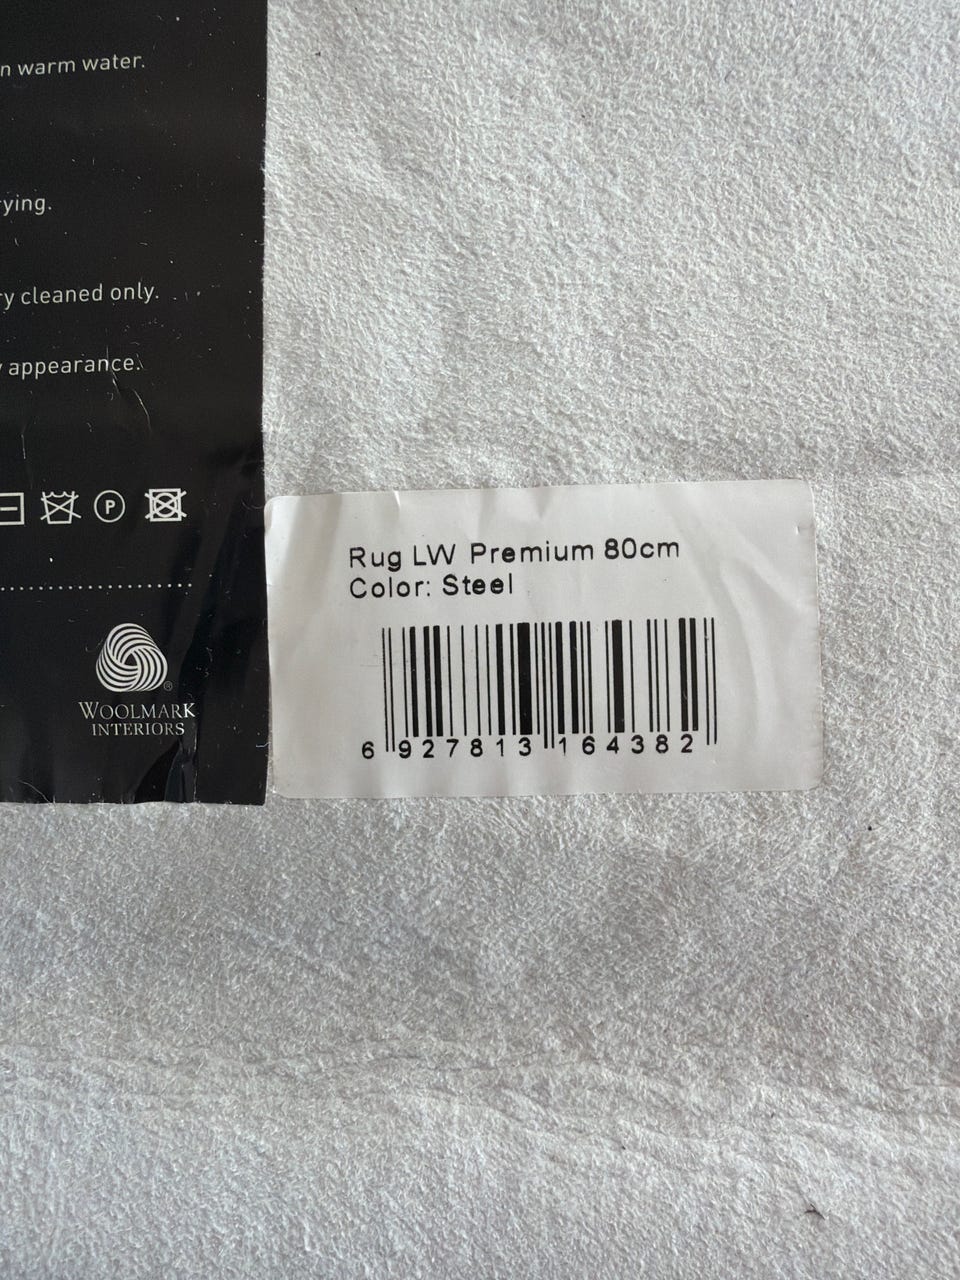 n warm water.
rying.
ry cleaned only.
y appearance.
P
WOOLMARK
INTERIORS
Rug LW Premium 80cm
Color: Steel
6 927813 164382